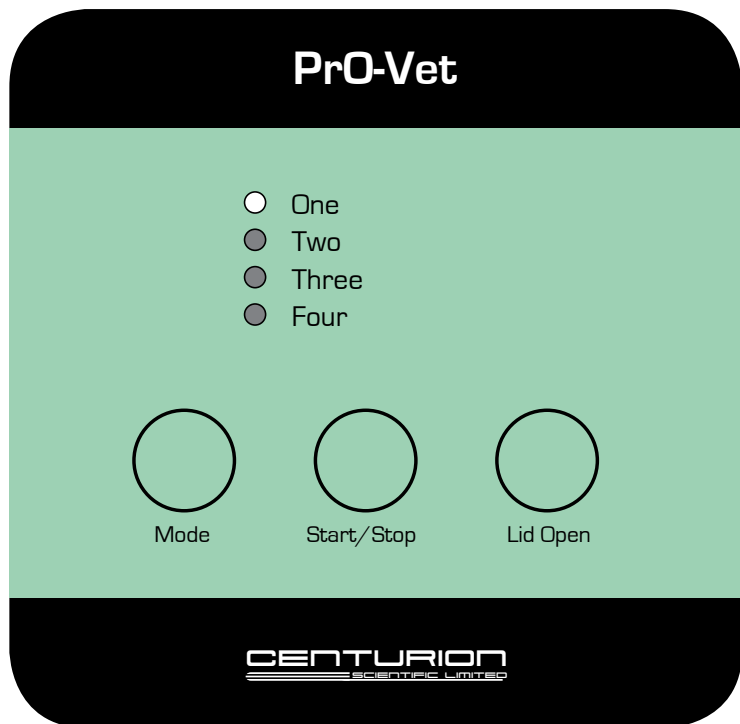 PrO-Vet
One
Two
Three
Four
Mode Start/Stop Lid Open
CENTURION
SCIENTIFIC LIMITED